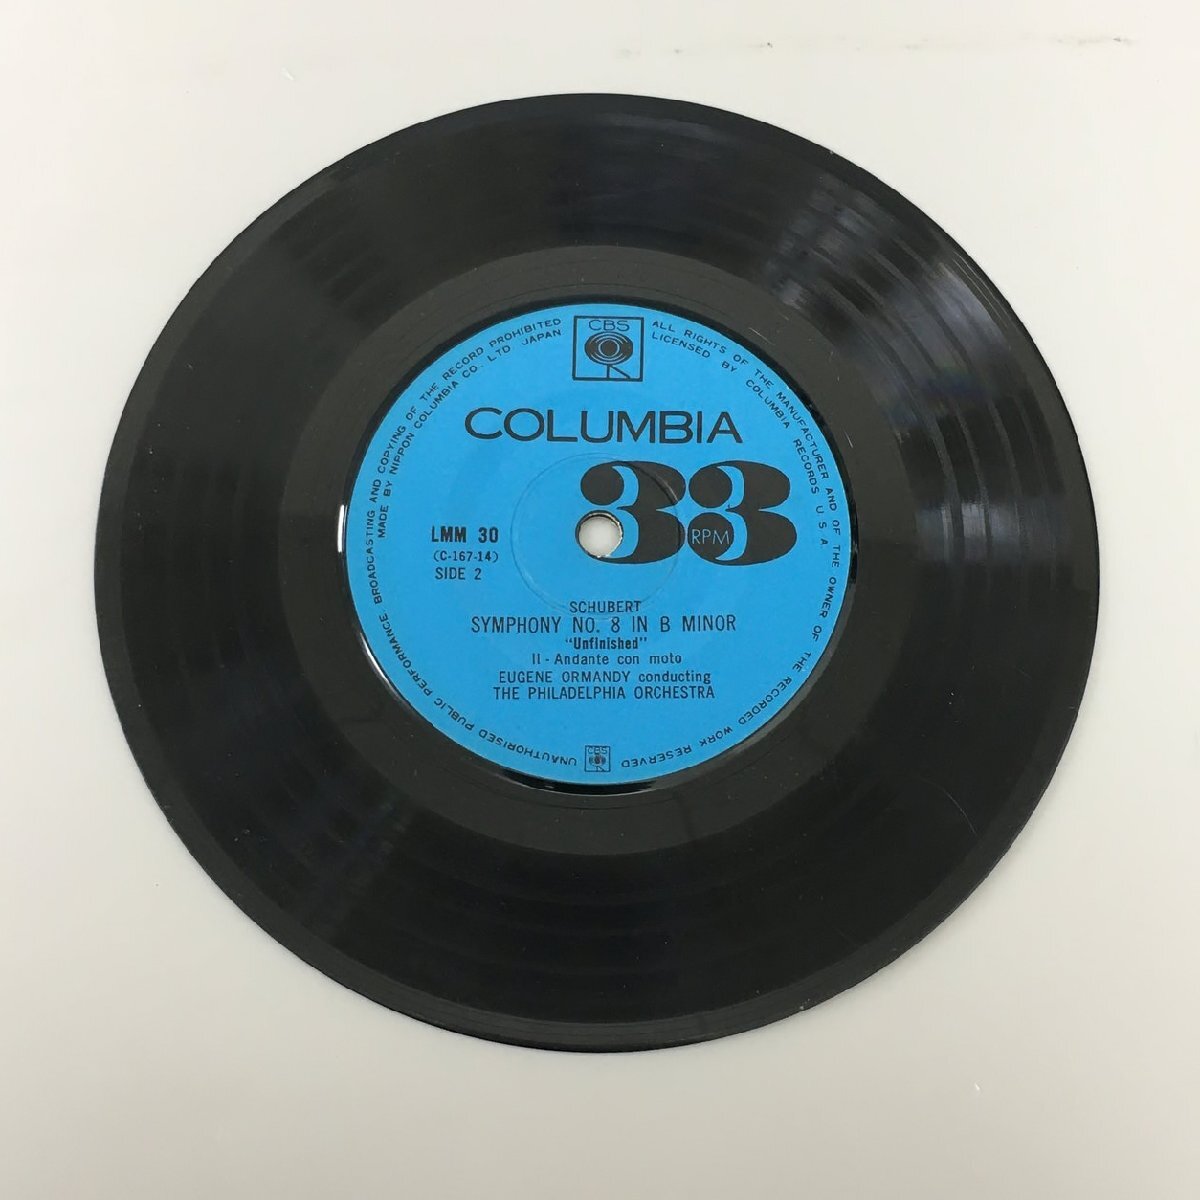 CBS
COLUMBIA
33
RPM
LMM 30
(C-167-14)
SIDE 2
SCHUBERT
SYMPHONY NO. 8 IN B MINOR
"Unfinished"
II - Andante con moto
EUGENE ORMANDY conducting
THE PHILADELPHIA ORCHESTRA
ALL RIGHTS OF THE MANUFACTURER AND OF THE OWNER OF THE RECORDED WORK RESERVED
LICENSED BY COLUMBIA RECORDS U.S.A.
CBS
UNAUTHORISED PUBLIC PERFORMANCE, BROADCASTING AND COPYING OF THE RECORD PROHIBITED
MADE BY NIPPON COLUMBIA CO., LTD. JAPAN